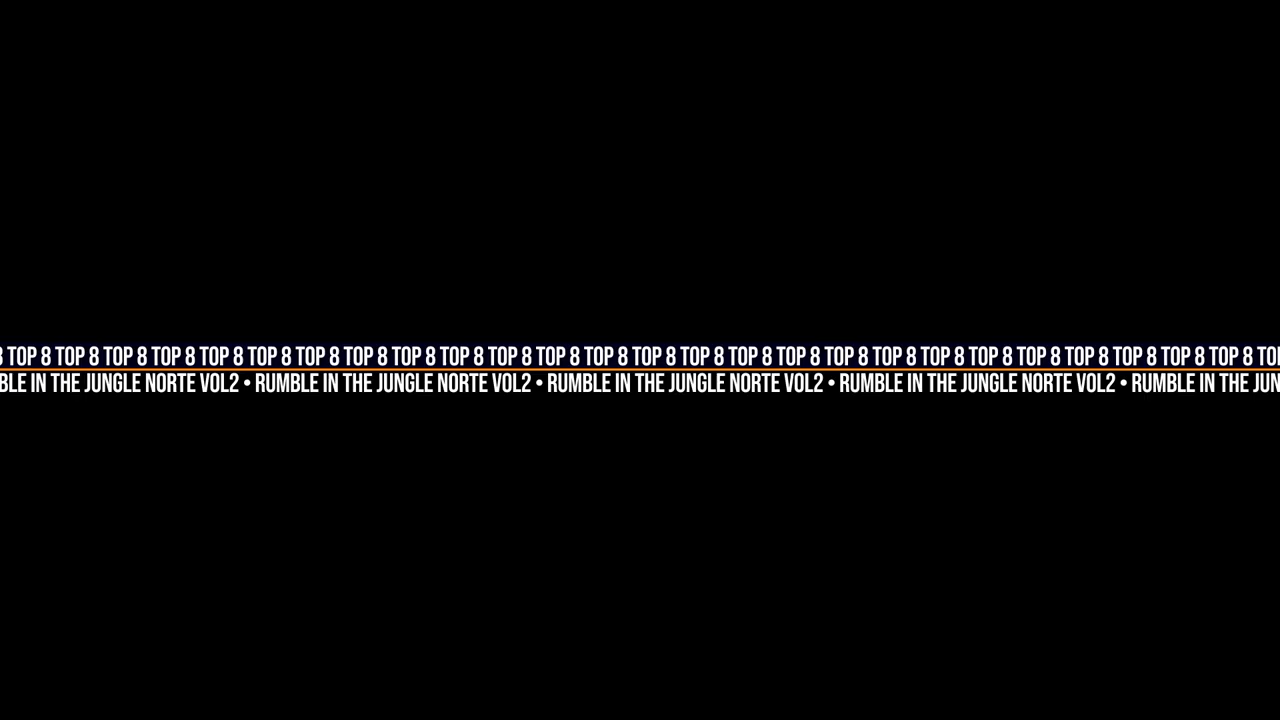 8 TOP 8 TOP 8 TOP 8 TOP 8 TOP 8 TOP 8 TOP 8 TOP 8 TOP 8 TOP 8 TOP 8 TOP 8 TOP 8 TOP 8 TOP 8 TOP 8 TOP 8 TOP 8 TOP 8 TOP 8 TOP 8 TOP 8 TOP 8 TOP 8 TOP 8 TOP 8 TOP
BLE IN THE JUNGLE NORTE VOL2 • RUMBLE IN THE JUNGLE NORTE VOL2 • RUMBLE IN THE JUNGLE NORTE VOL2 • RUMBLE IN THE JUNGLE NORTE VOL2 • RUMBLE IN THE JUN